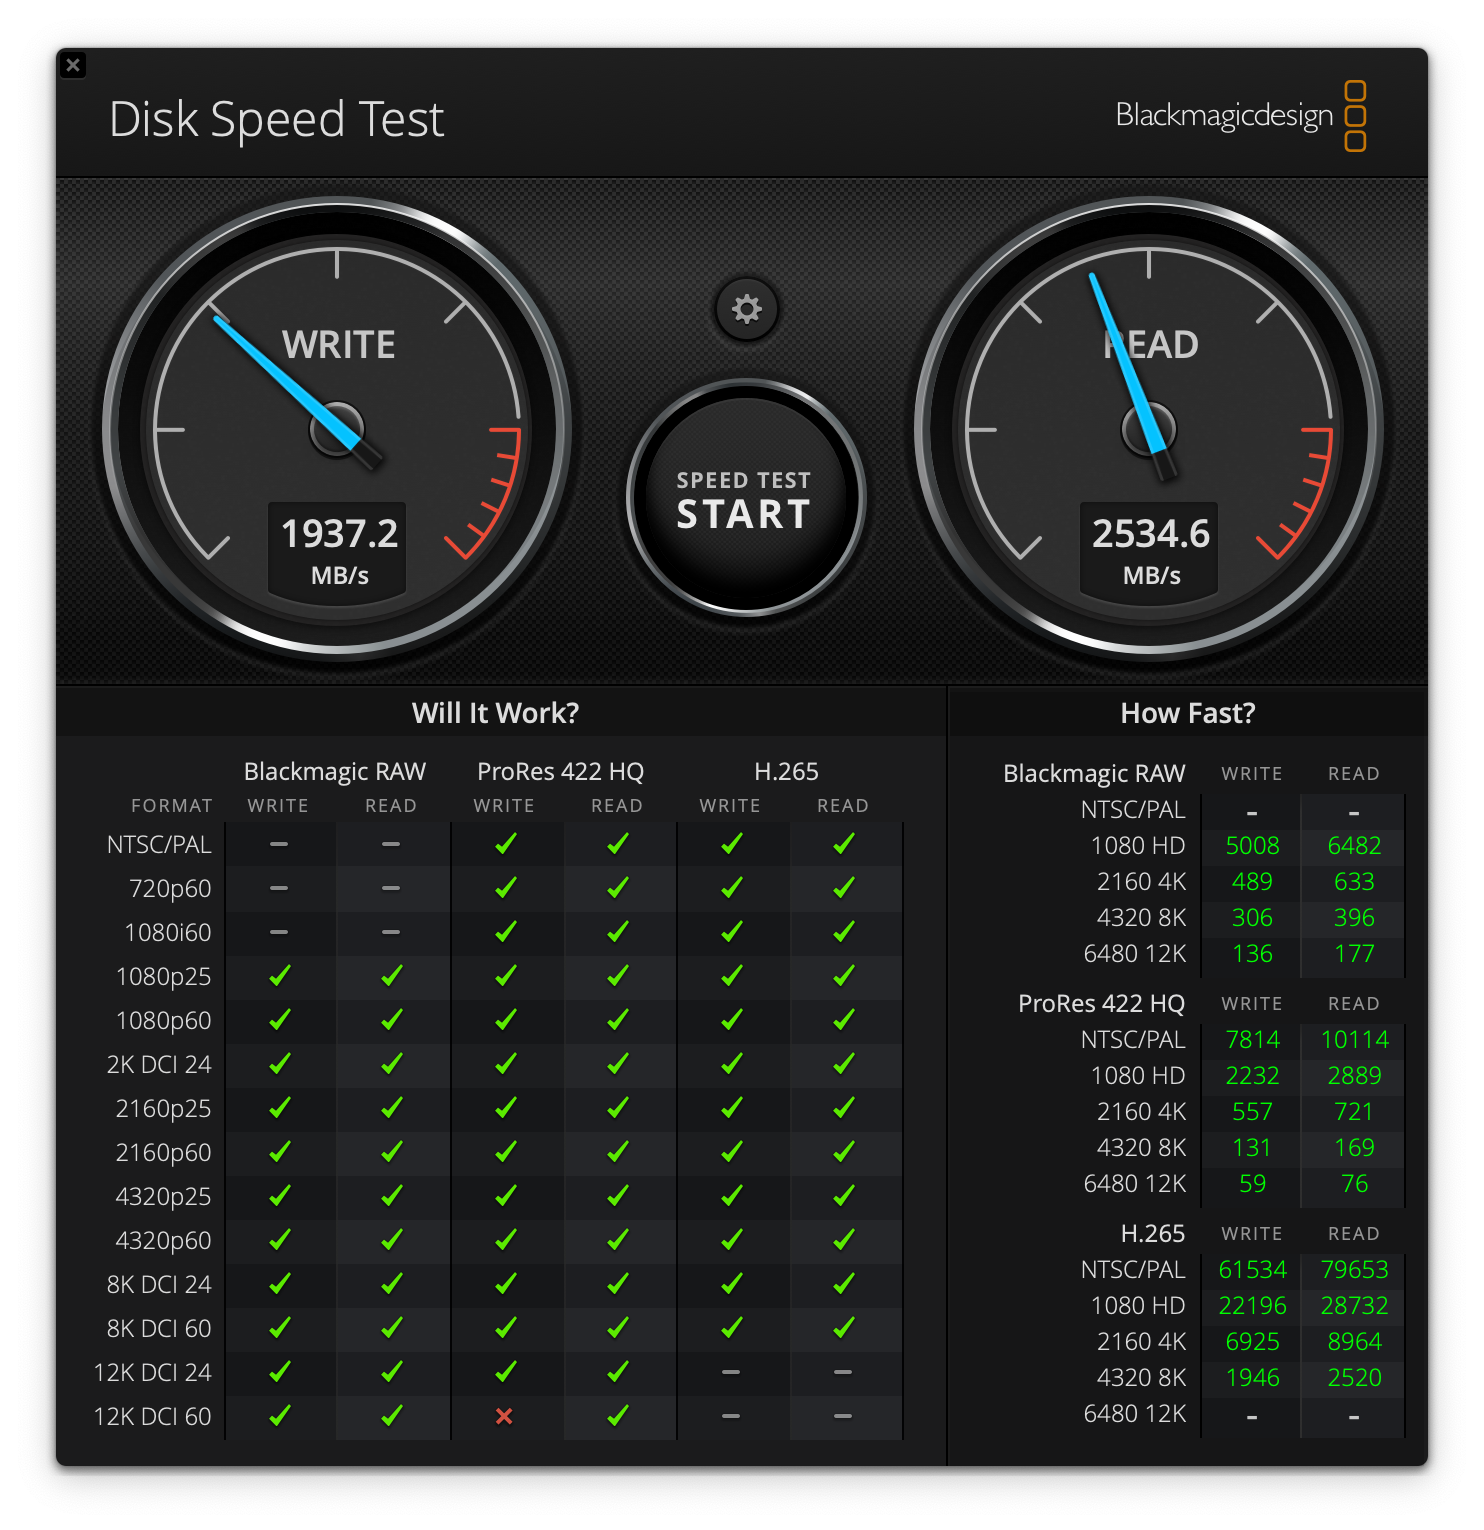 Disk Speed Test
Blackmagicdesign
WRITE
1937.2
MB/s
SPEED TEST
START
READ
2534.6
MB/s
Will It Work?
Blackmagic RAW ProRes 422 HQ H.265
FORMAT WRITE READ WRITE READ WRITE READ
NTSC/PAL – – ✓ ✓ ✓ ✓
720p60 – – ✓ ✓ ✓ ✓
1080i60 – – ✓ ✓ ✓ ✓
1080p25 ✓ ✓ ✓ ✓ ✓ ✓
1080p60 ✓ ✓ ✓ ✓ ✓ ✓
2K DCI 24 ✓ ✓ ✓ ✓ ✓ ✓
2160p25 ✓ ✓ ✓ ✓ ✓ ✓
2160p60 ✓ ✓ ✓ ✓ ✓ ✓
4320p25 ✓ ✓ ✓ ✓ ✓ ✓
4320p60 ✓ ✓ ✓ ✓ ✓ ✓
8K DCI 24 ✓ ✓ ✓ ✓ ✓ ✓
8K DCI 60 ✓ ✓ ✓ ✓ ✓ ✓
12K DCI 24 ✓ ✓ ✓ ✓ – –
12K DCI 60 ✓ ✓ ✗ ✓ – –
How Fast?
Blackmagic RAW WRITE READ
NTSC/PAL - -
1080 HD 5008 6482
2160 4K 489 633
4320 8K 306 396
6480 12K 136 177
ProRes 422 HQ WRITE READ
NTSC/PAL 7814 10114
1080 HD 2232 2889
2160 4K 557 721
4320 8K 131 169
6480 12K 59 76
H.265 WRITE READ
NTSC/PAL 61534 79653
1080 HD 22196 28732
2160 4K 6925 8964
4320 8K 1946 2520
6480 12K - -